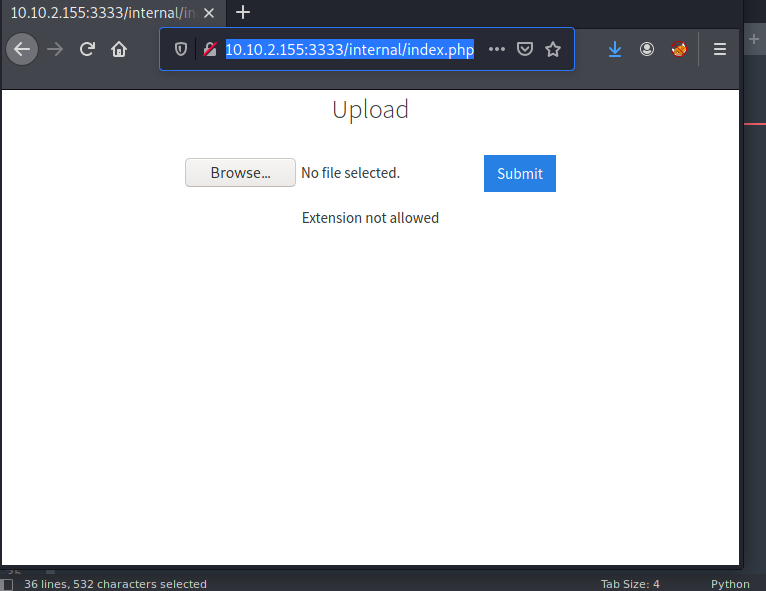 10.10.2.155:3333/internal/in
10.10.2.155:3333/internal/index.php
Upload
Browse... No file selected. Submit
Extension not allowed
36 lines, 532 characters selected Tab Size: 4 Python